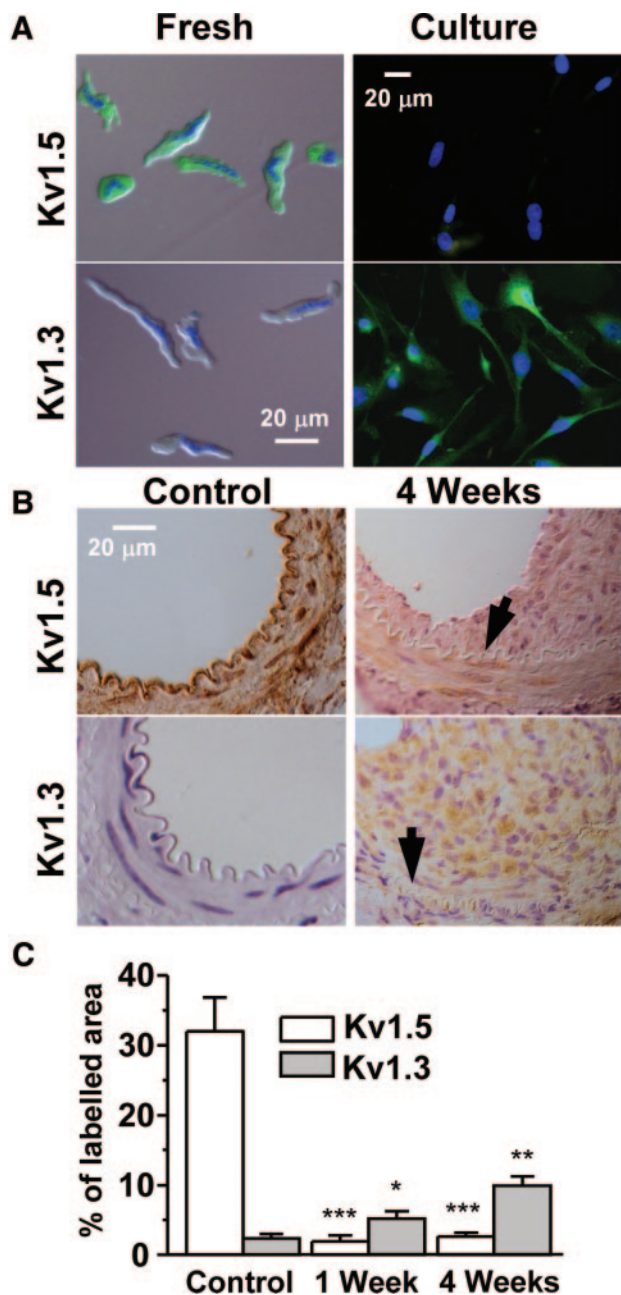 A
Fresh
Culture
Kv1.5
20 μm
Kv1.3
20 μm
B
Control
4 Weeks
Kv1.5
20 μm
Kv1.3
C
% of labelled area
40
30
20
10
0
Kv1.5
Kv1.3
***
*
***
**
Control
1 Week
4 Weeks